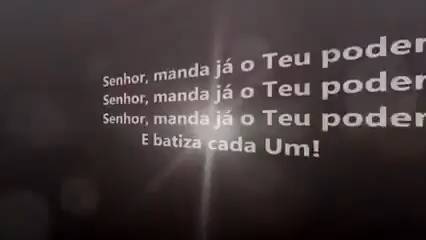 Senhor, manda já o Teu poder
Senhor, manda já o Teu poder
Senhor, manda já o Teu poder
E batiza cada Um!